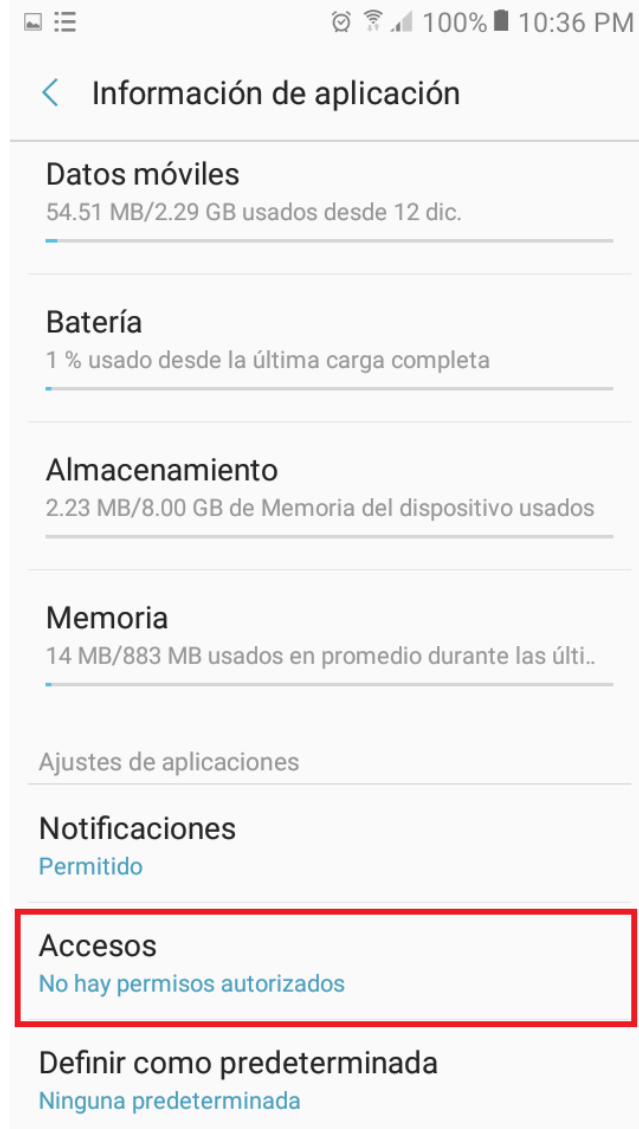 100% 10:36 PM
Información de aplicación
Datos móviles
54.51 MB/2.29 GB usados desde 12 dic.
Batería
1 % usado desde la última carga completa
Almacenamiento
2.23 MB/8.00 GB de Memoria del dispositivo usados
Memoria
14 MB/883 MB usados en promedio durante las últi..
Ajustes de aplicaciones
Notificaciones
Permitido
Accesos
No hay permisos autorizados
Definir como predeterminada
Ninguna predeterminada